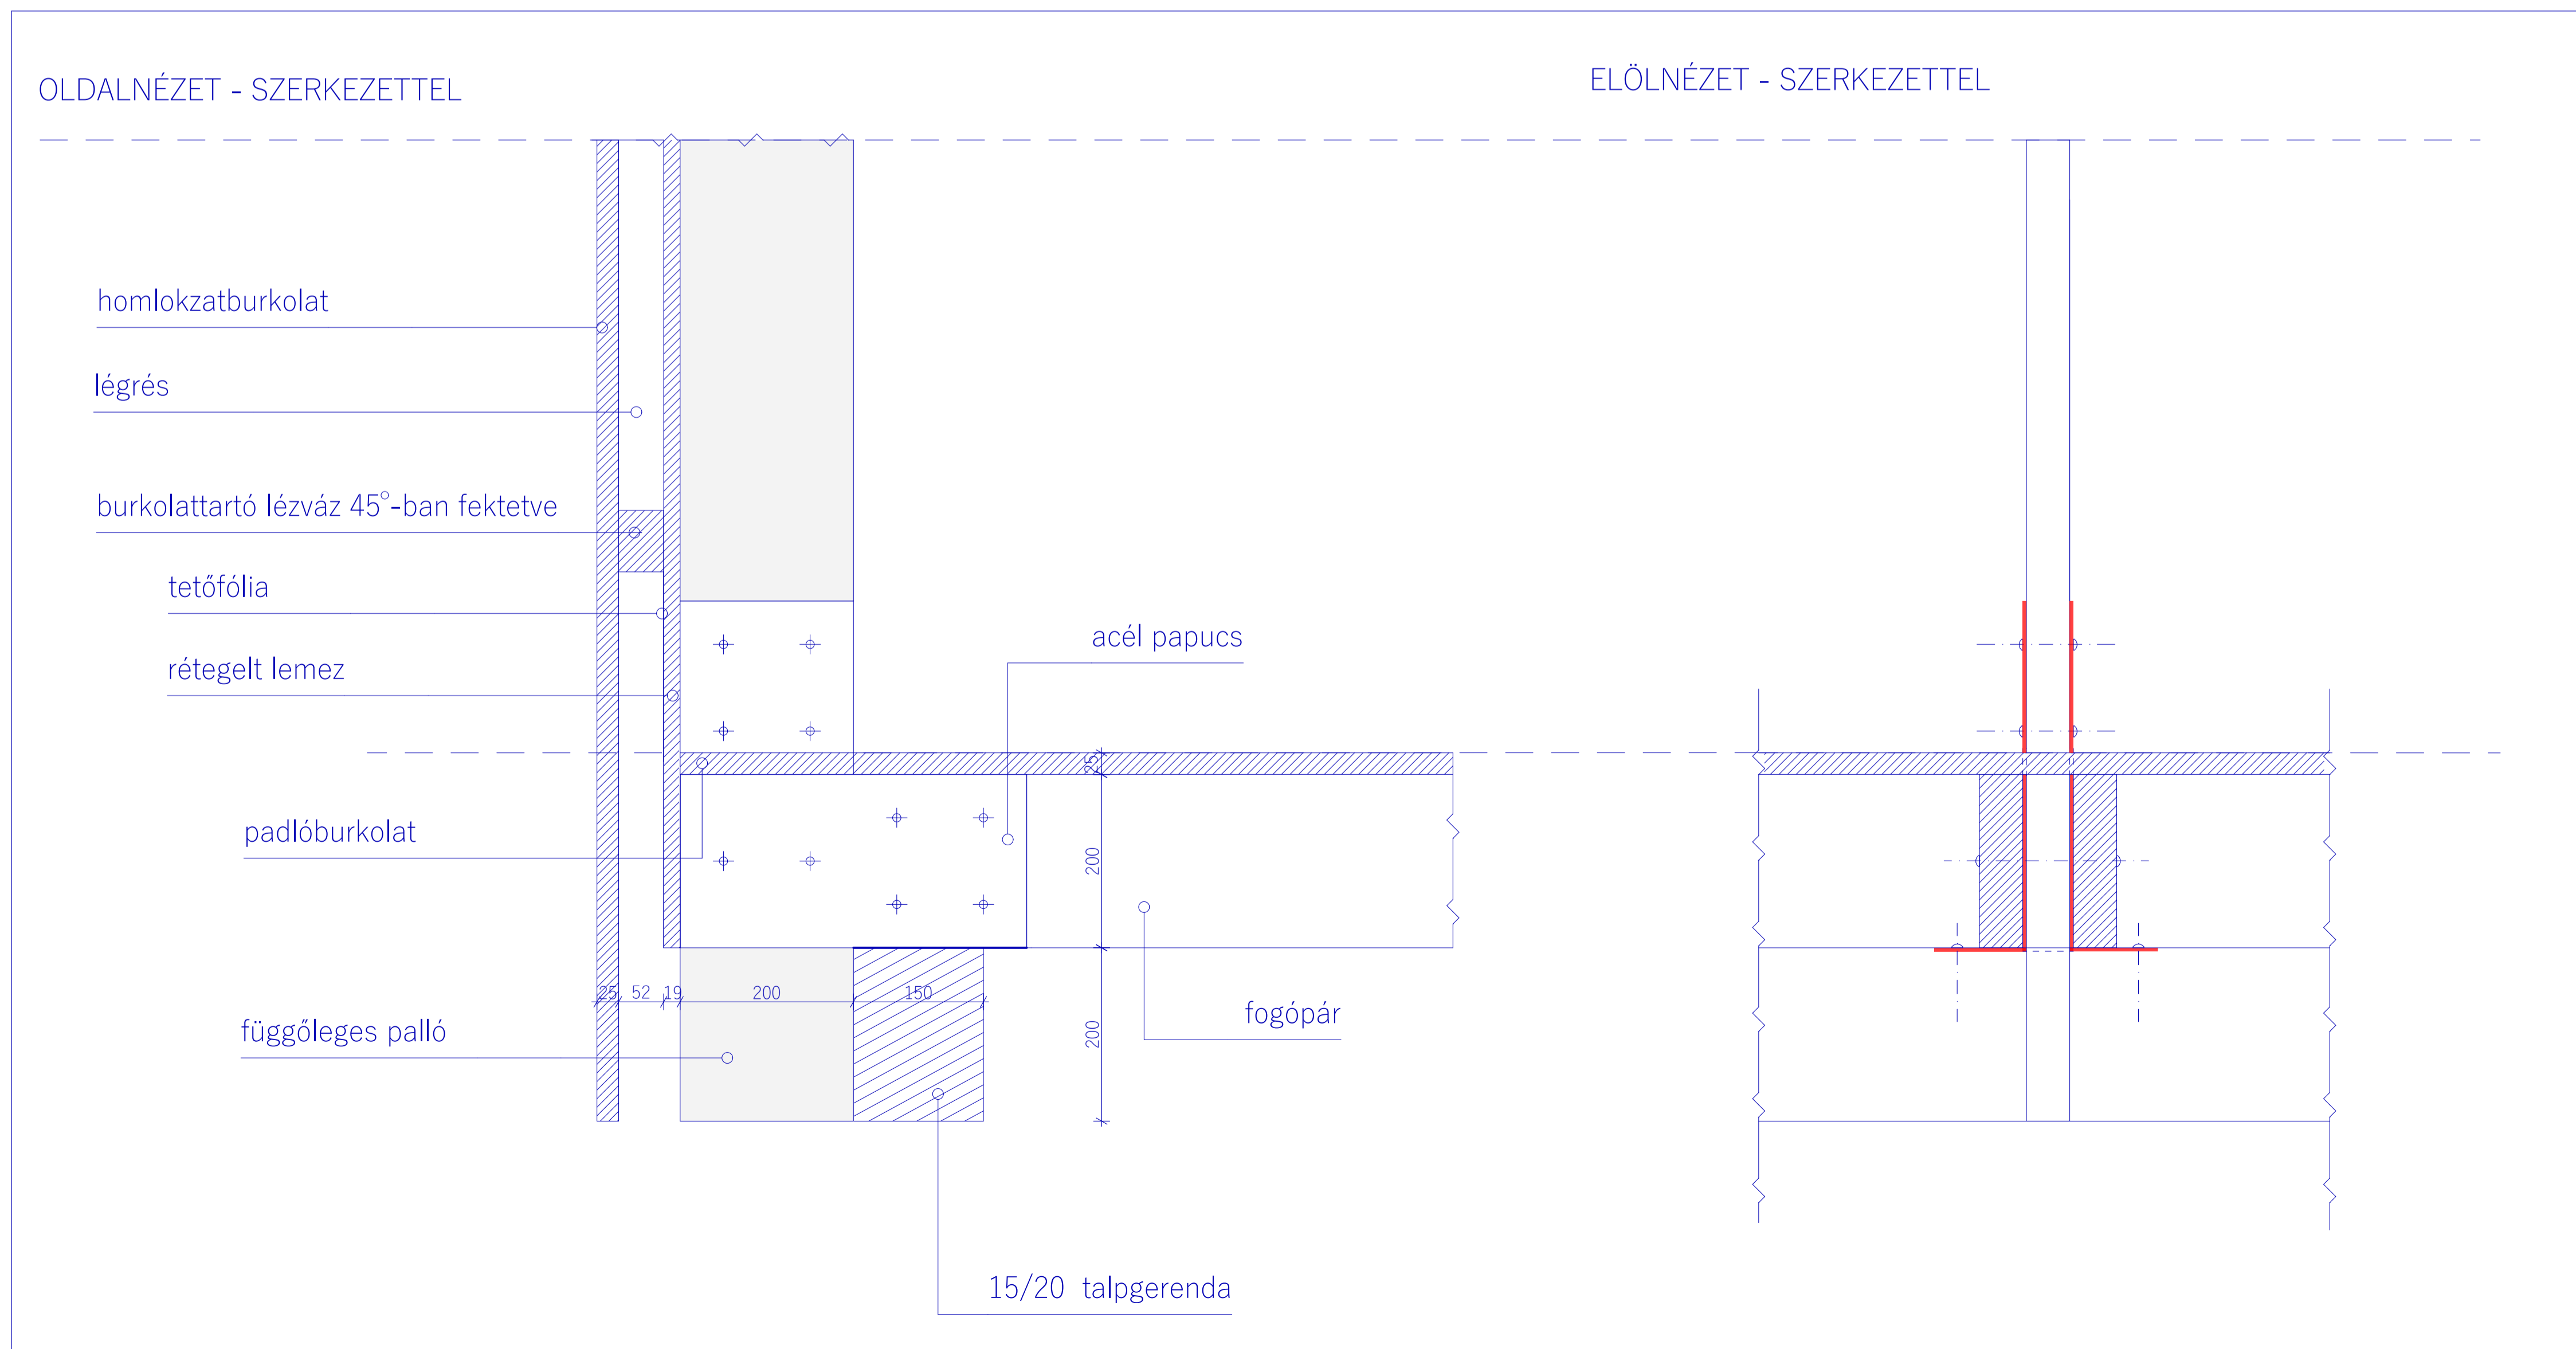 OLDALNÉZET - SZERKEZETTEL
ELÖLNÉZET - SZERKEZETTEL
homlokzatburkolat
légrés
burkolattartó lézváz 45°-ban fektetve
tetőfólia
rétegelt lemez
acél papucs
25
padlóburkolat
200
25 52 19 200 150
fogópár
függőleges palló
200
15/20 talpgerenda